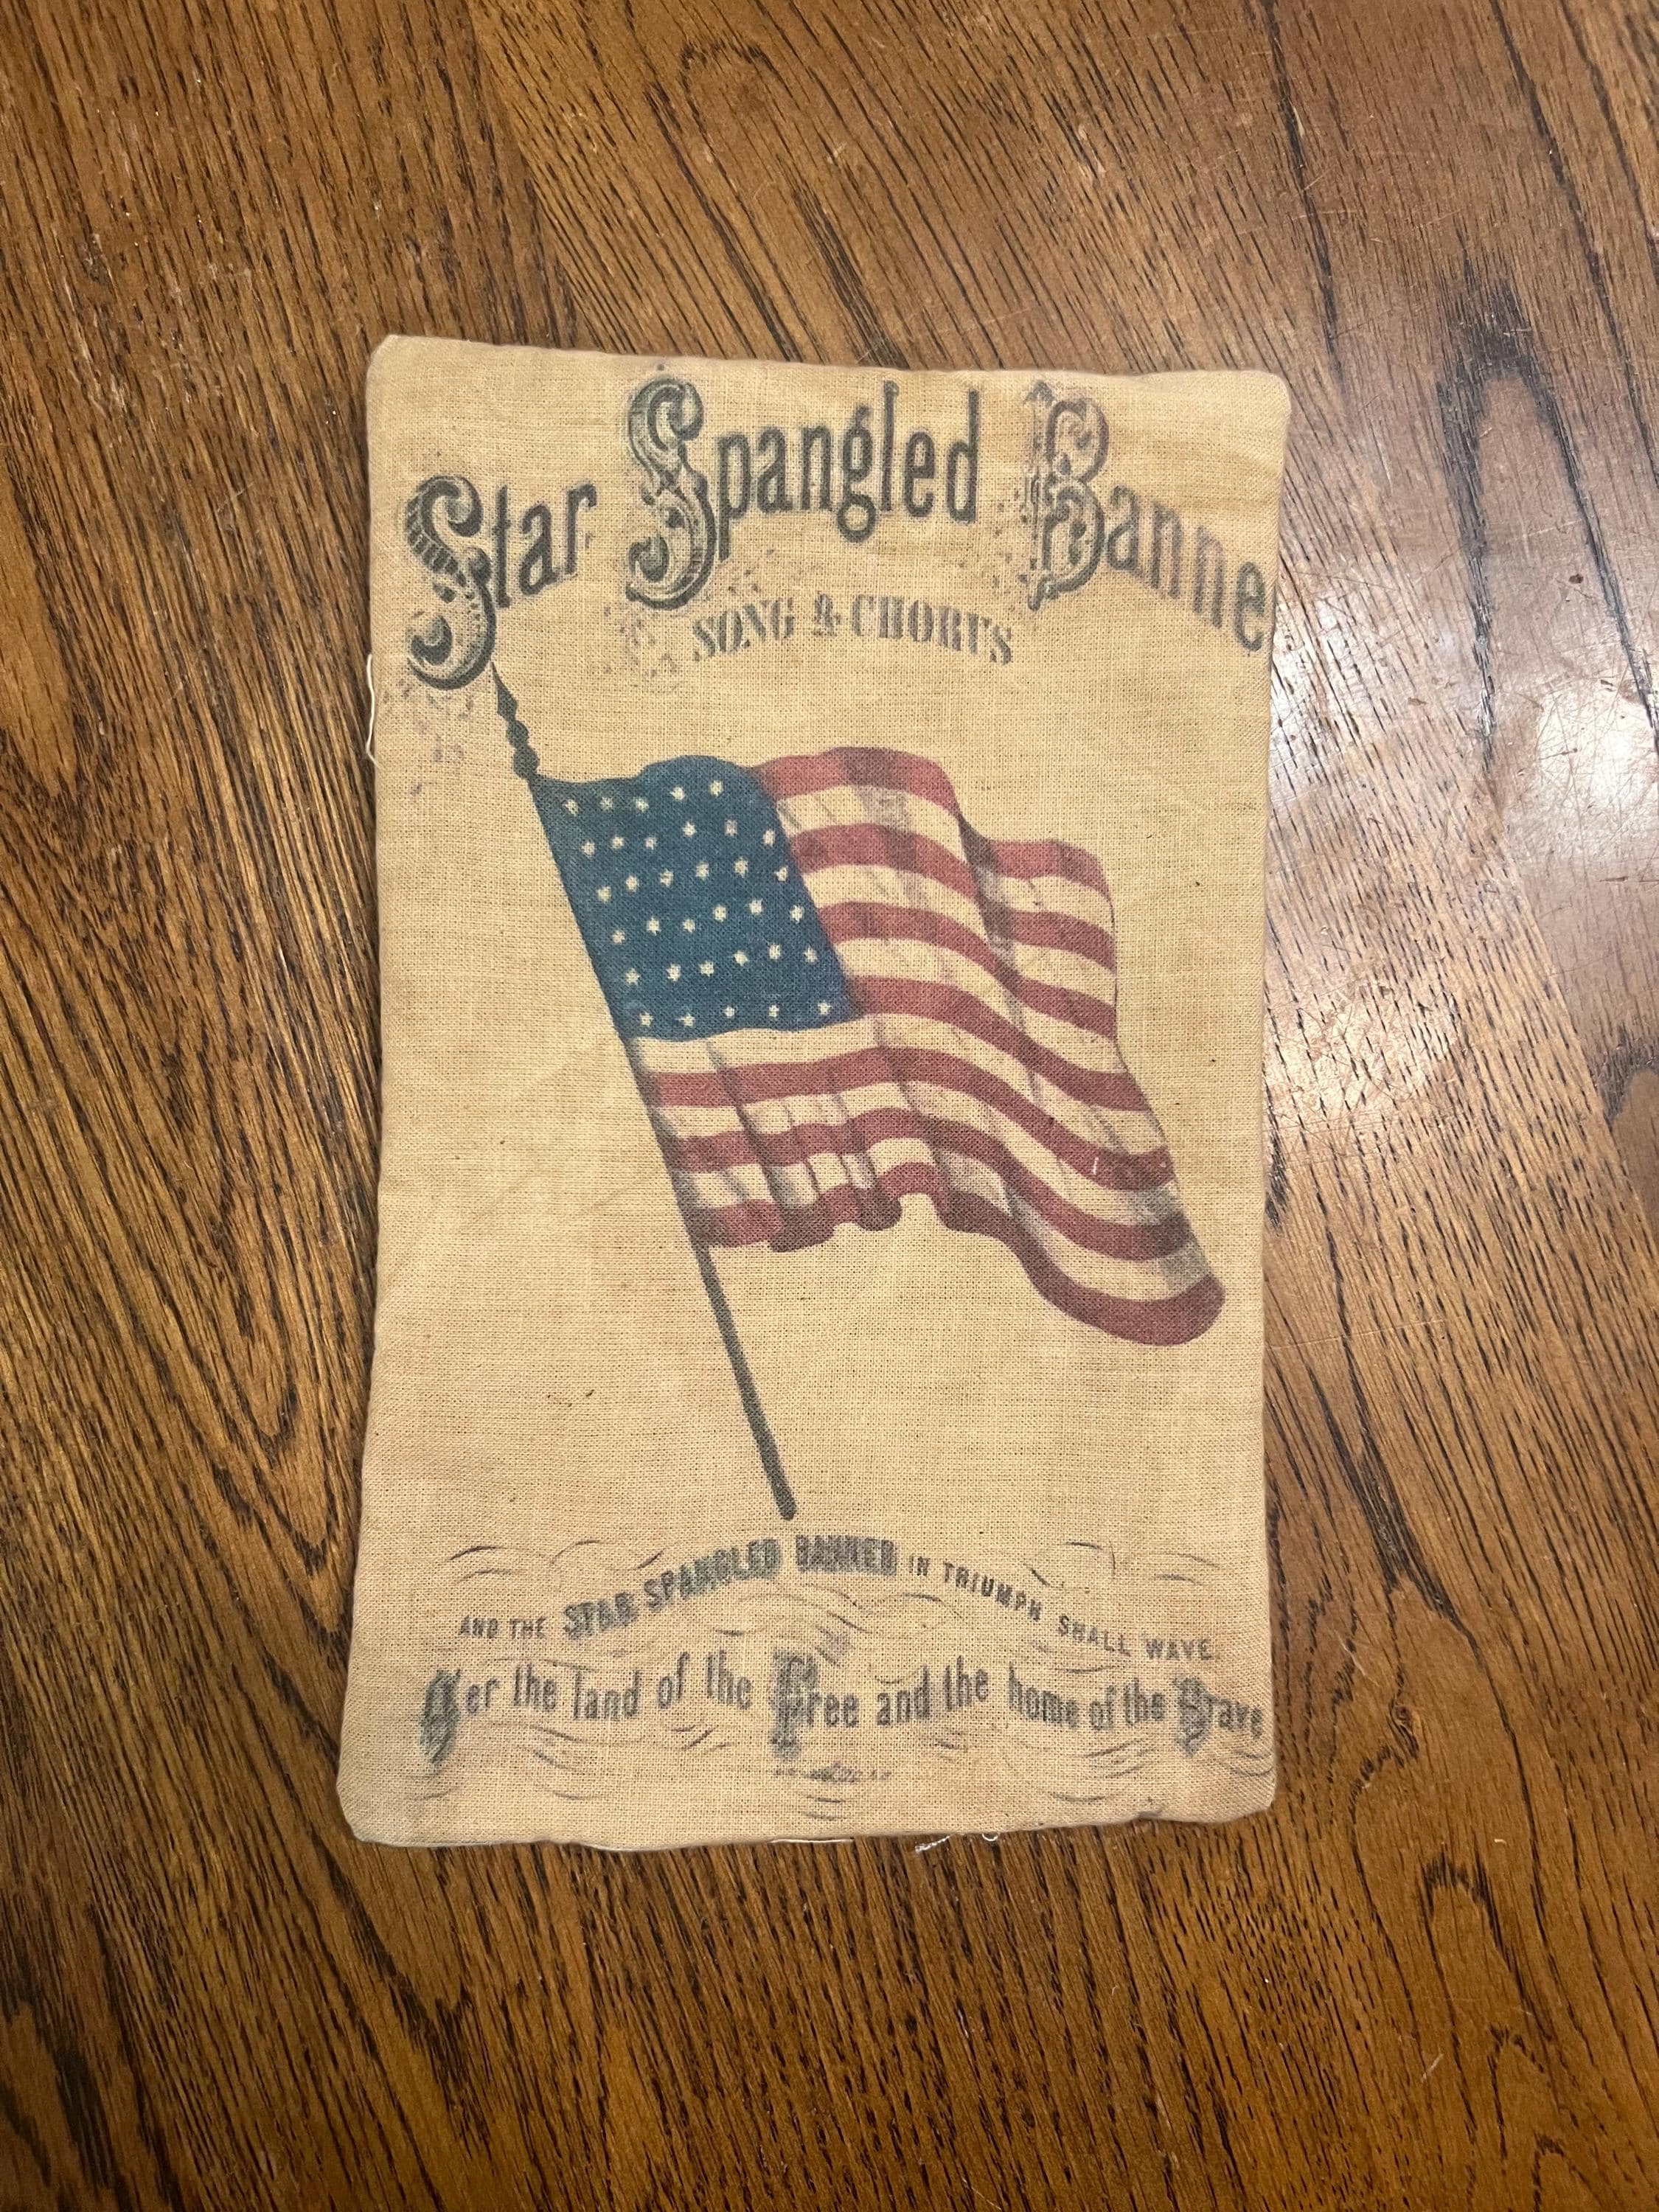 Star Spangled Banne
SONG & CHORUS
AND THE STAR SPANGLED BANNER IN TRIUMPH SHALL WAVE
O'er the land of the Free and the home of the Brave